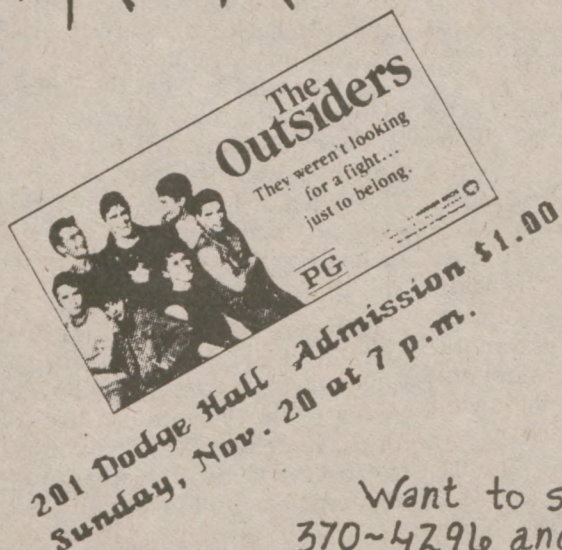 The
Outsiders
They weren't looking
for a fight...
just to belong.
PG
201 Dodge Hall Admission $1.00
Sunday, Nov. 20 at 7 p.m.
Want to s
370~4296 and